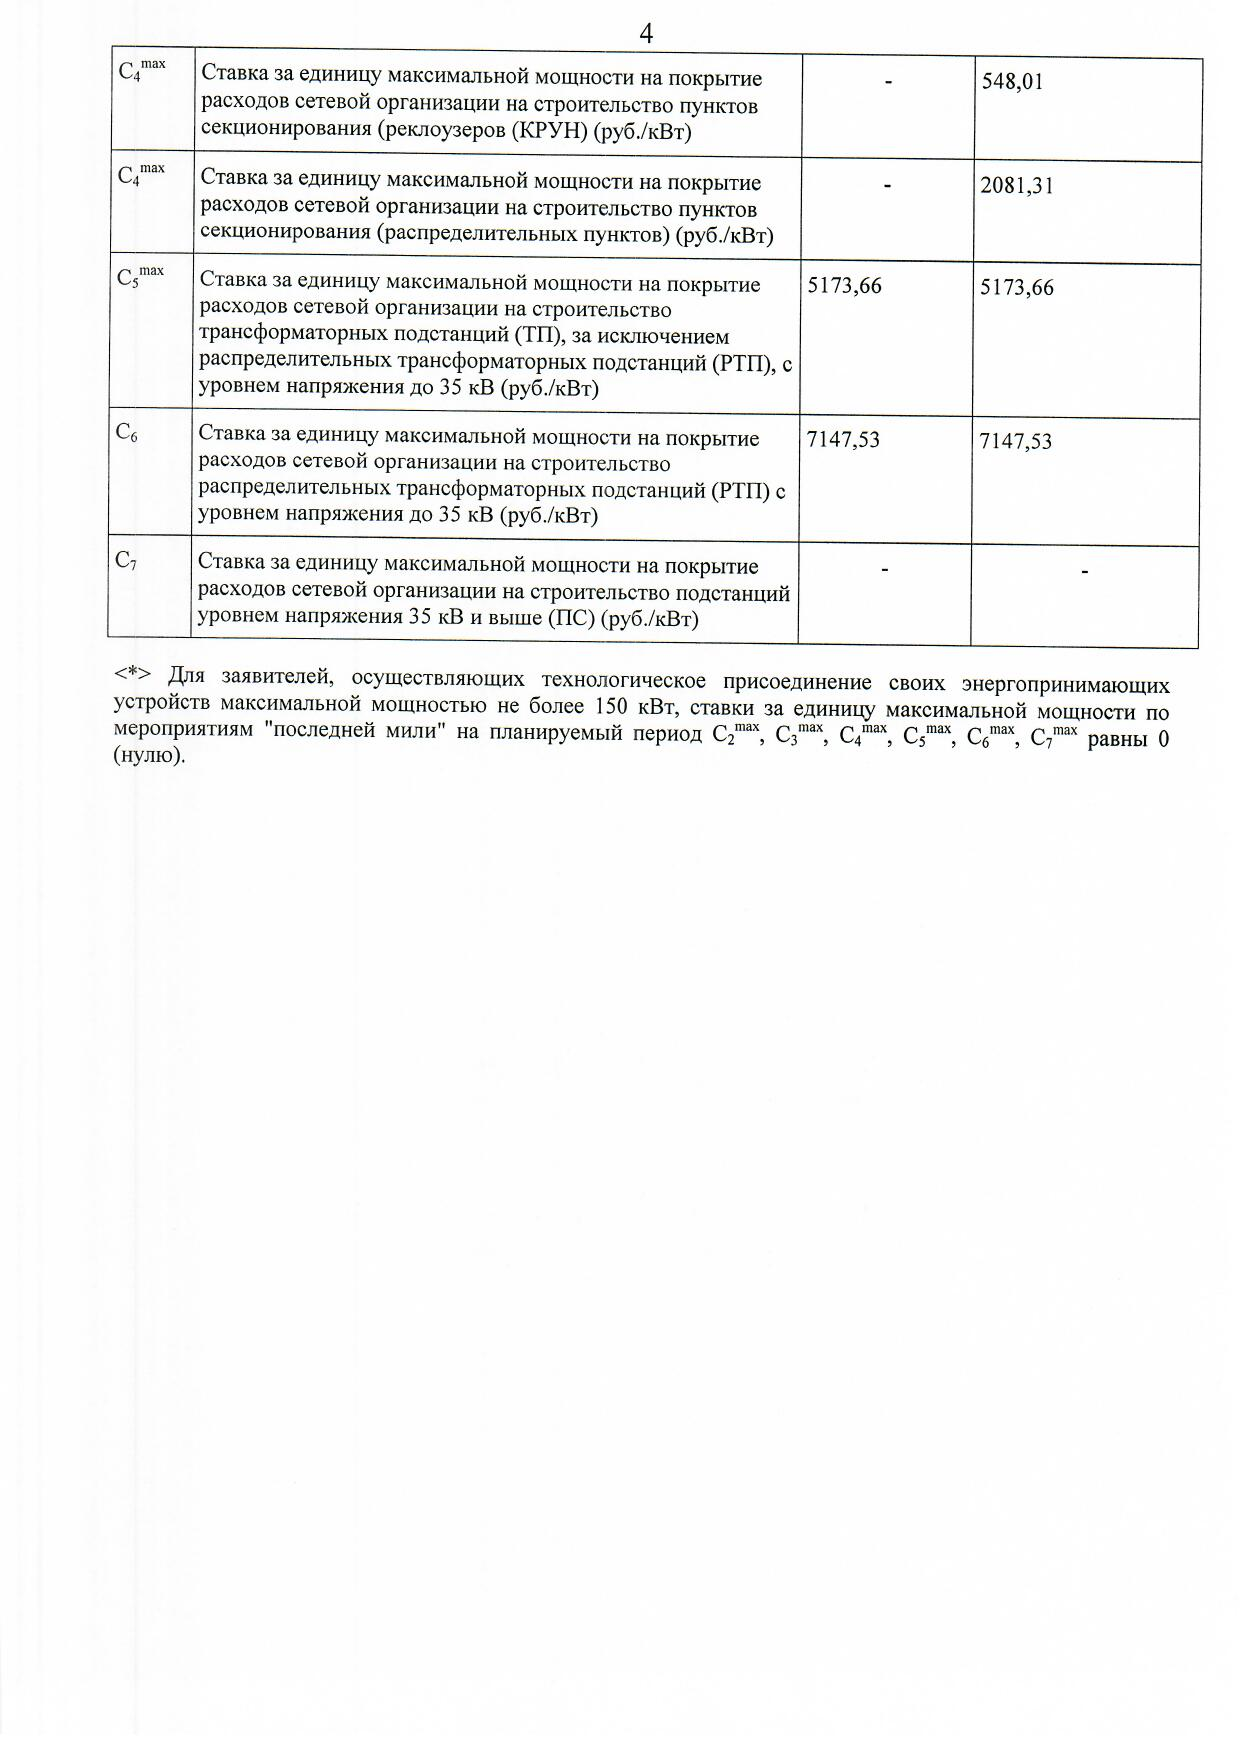 4
C₄ᵐᵃˣ
Ставка за единицу максимальной мощности на покрытие
расходов сетевой организации на строительство пунктов
секционирования (реклоузеров (КРУН) (руб./кВт)
-
548,01
C₄ᵐᵃˣ
Ставка за единицу максимальной мощности на покрытие
расходов сетевой организации на строительство пунктов
секционирования (распределительных пунктов) (руб./кВт)
-
2081,31
C₅ᵐᵃˣ
Ставка за единицу максимальной мощности на покрытие
расходов сетевой организации на строительство
трансформаторных подстанций (ТП), за исключением
распределительных трансформаторных подстанций (РТП), с
уровнем напряжения до 35 кВ (руб./кВт)
5173,66
5173,66
C₆
Ставка за единицу максимальной мощности на покрытие
расходов сетевой организации на строительство
распределительных трансформаторных подстанций (РТП) с
уровнем напряжения до 35 кВ (руб./кВт)
7147,53
7147,53
C₇
Ставка за единицу максимальной мощности на покрытие
расходов сетевой организации на строительство подстанций
уровнем напряжения 35 кВ и выше (ПС) (руб./кВт)
-
-
<*> Для заявителей, осуществляющих технологическое присоединение своих энергопринимающих
устройств максимальной мощностью не более 150 кВт, ставки за единицу максимальной мощности по
мероприятиям "последней мили" на планируемый период C₂ᵐᵃˣ, C₃ᵐᵃˣ, C₄ᵐᵃˣ, C₅ᵐᵃˣ, C₆ᵐᵃˣ, C₇ᵐᵃˣ равны 0
(нулю).